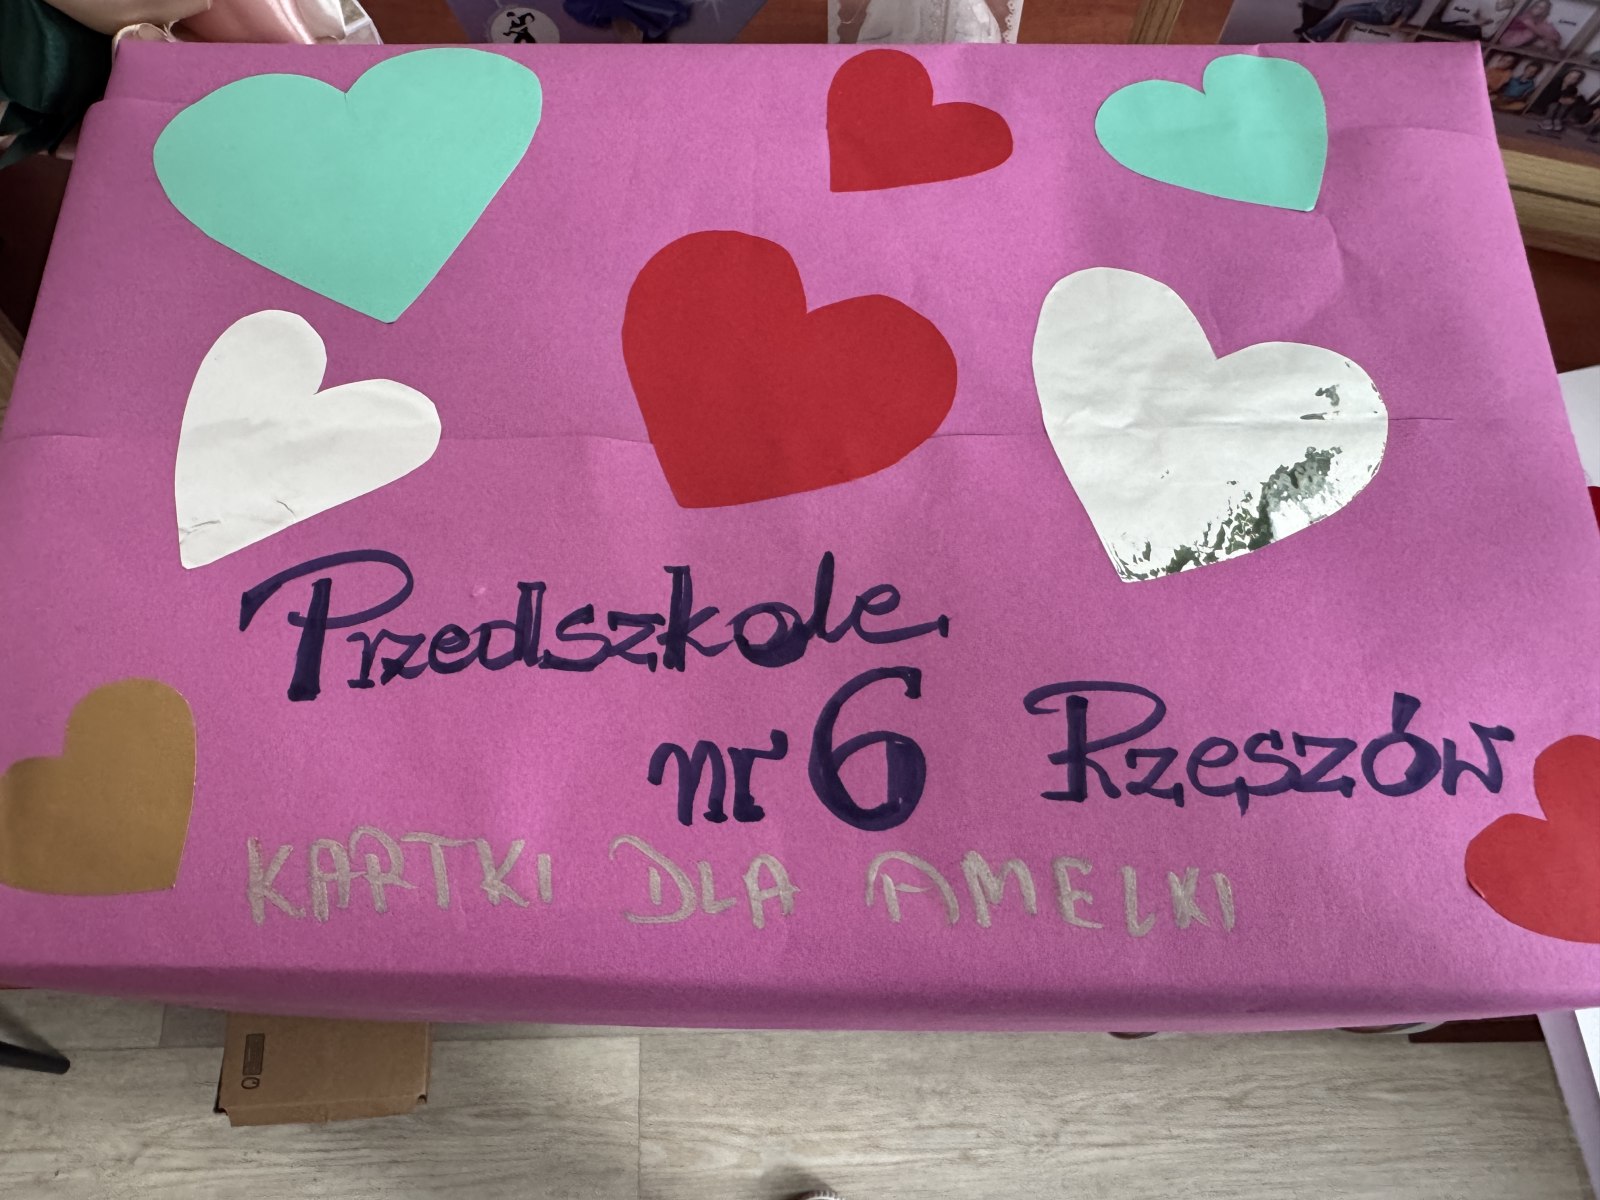 Przedszkole
nr 6 Rzeszów
KARTKI DLA AMELKI